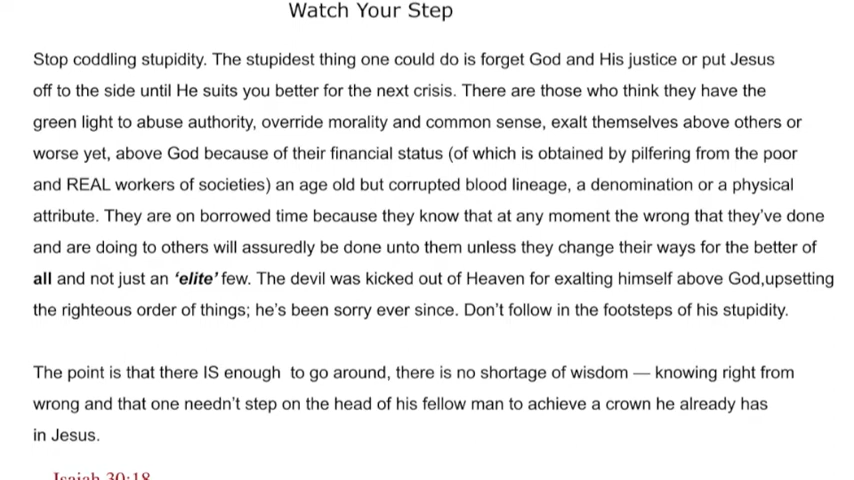 Watch Your Step
Stop coddling stupidity. The stupidest thing one could do is forget God and His justice or put Jesus
off to the side until He suits you better for the next crisis. There are those who think they have the
green light to abuse authority, override morality and common sense, exalt themselves above others or
worse yet, above God because of their financial status (of which is obtained by pilfering from the poor
and REAL workers of societies) an age old but corrupted blood lineage, a denomination or a physical
attribute. They are on borrowed time because they know that at any moment the wrong that they've done
and are doing to others will assuredly be done unto them unless they change their ways for the better of
all and not just an ‘elite’ few. The devil was kicked out of Heaven for exalting himself above God,upsetting
the righteous order of things; he's been sorry ever since. Don't follow in the footsteps of his stupidity.
The point is that there IS enough  to go around, there is no shortage of wisdom — knowing right from
wrong and that one needn't step on the head of his fellow man to achieve a crown he already has
in Jesus.
Isaiah 30:18